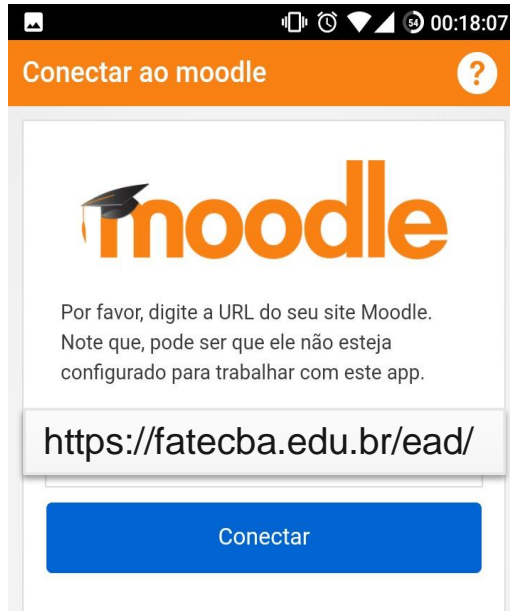 54 00:18:07
Conectar ao moodle ?
moodle
Por favor, digite a URL do seu site Moodle.
Note que, pode ser que ele não esteja
configurado para trabalhar com este app.
https://fatecba.edu.br/ead/
Conectar